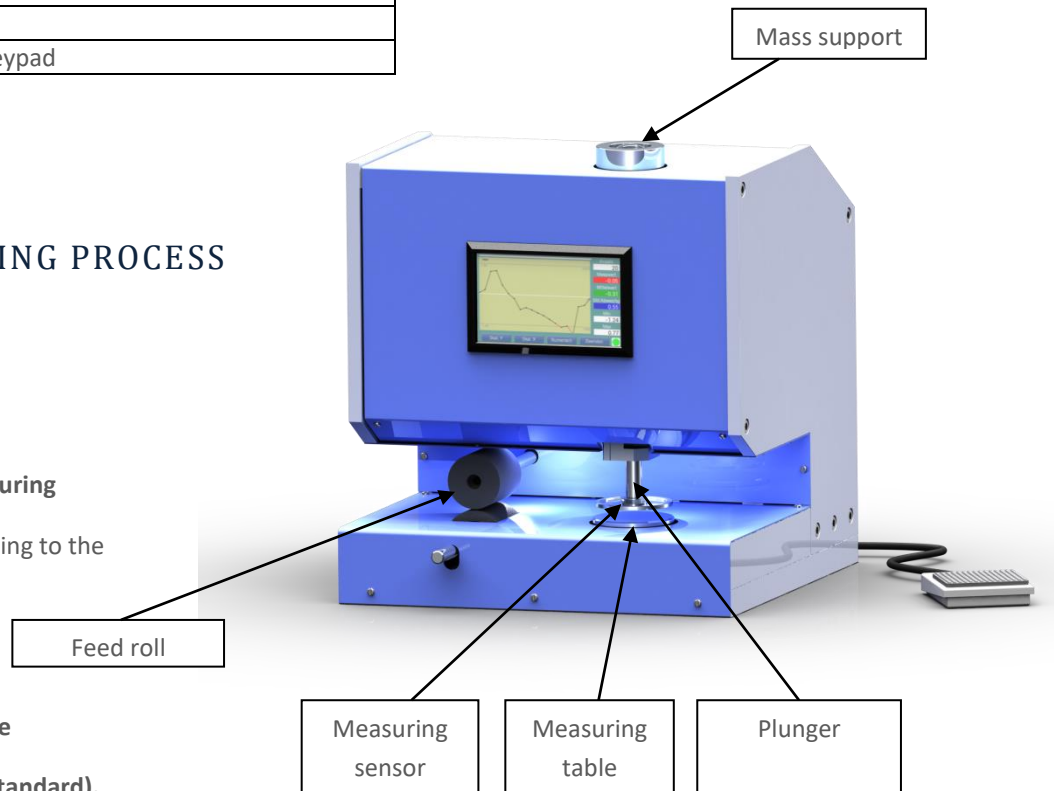 eypad
Mass support
ING PROCESS
uring
ing to the
Feed roll
e
tandard).
Measuring
sensor
Measuring
table
Plunger